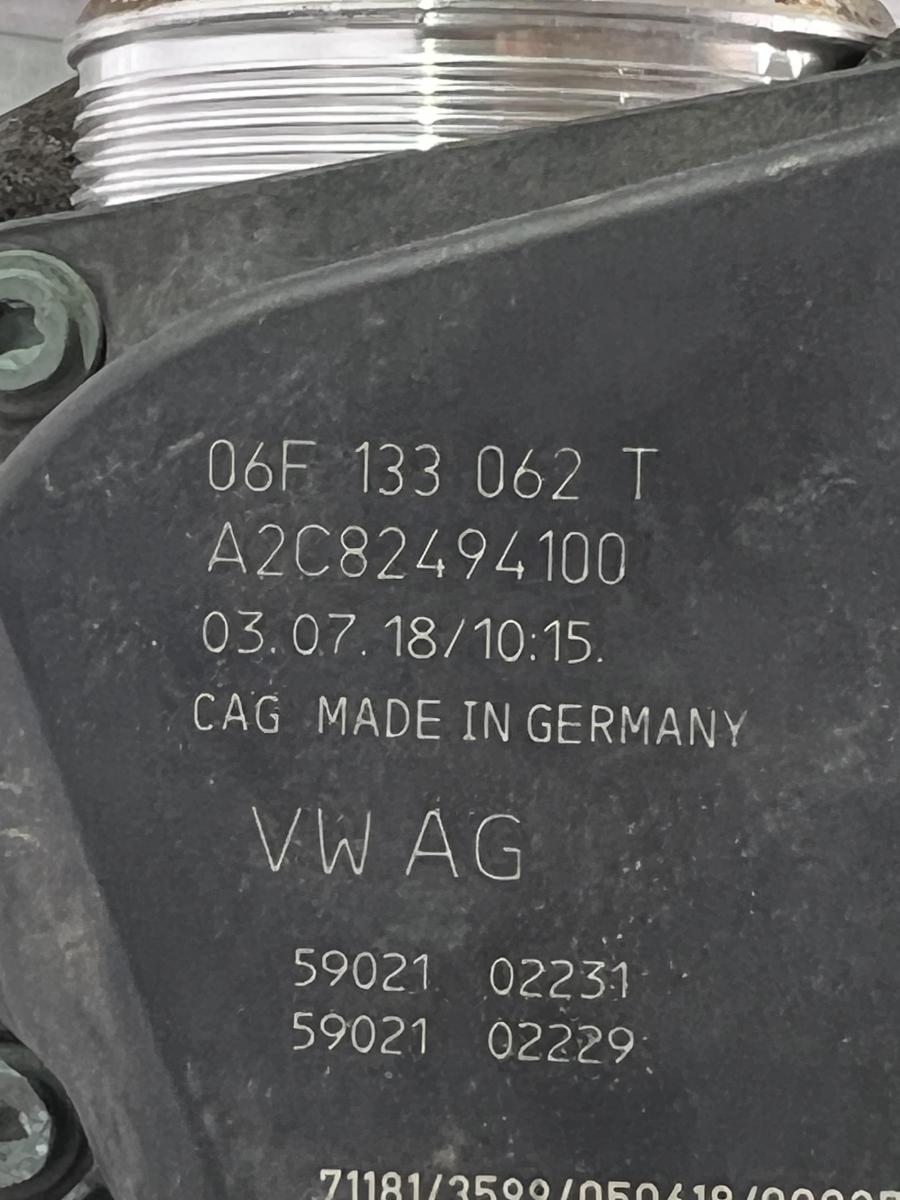 06F 133 062 T
A2C82494100
03.07.18/10:15.
CAG MADE IN GERMANY
VW AG
59021 02231
59021 02229